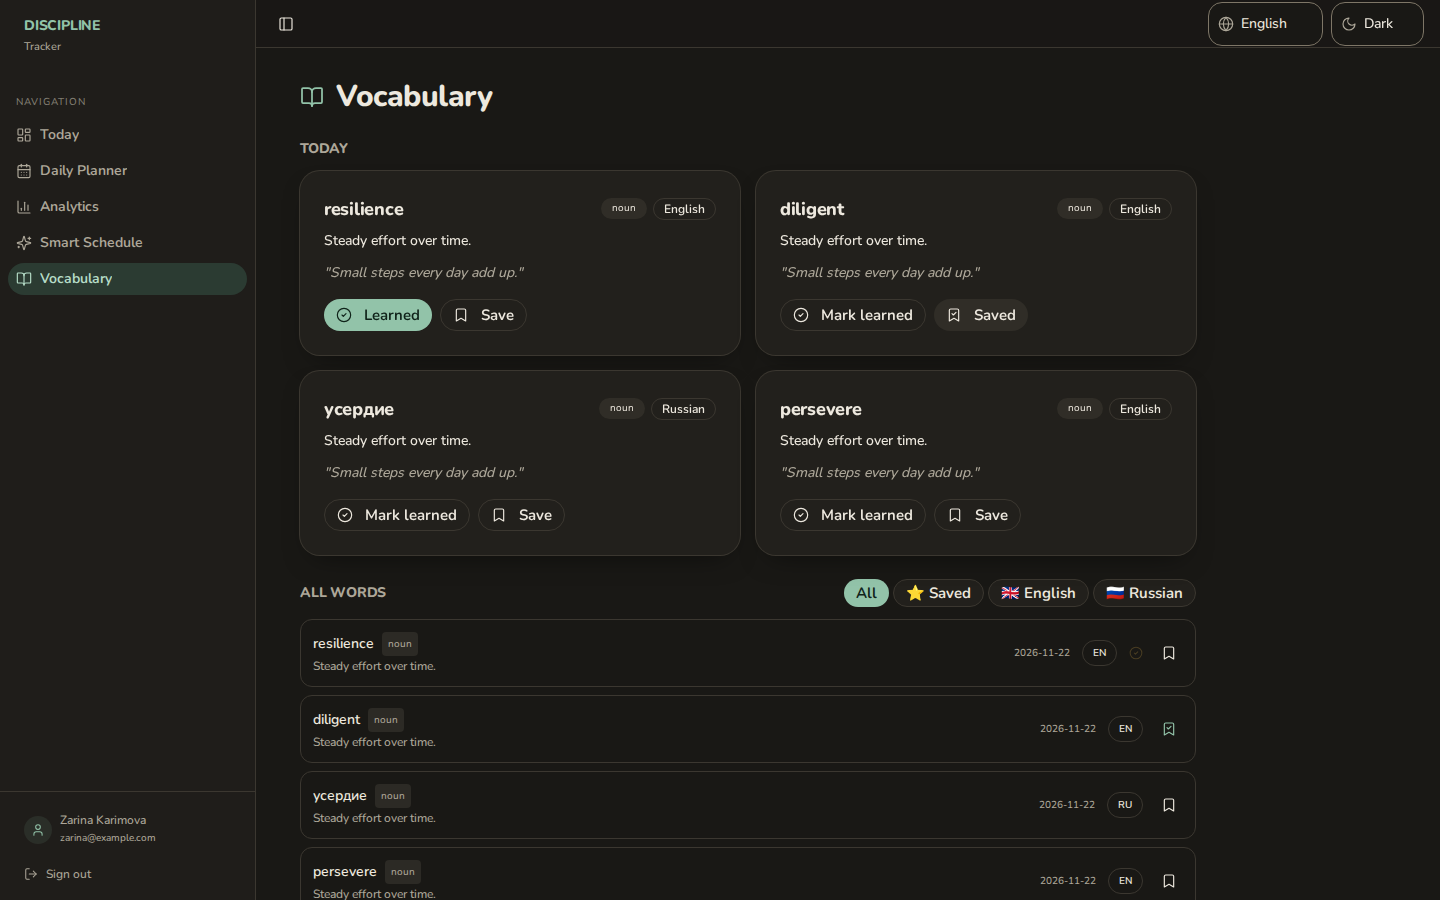 DISCIPLINE
Tracker
NAVIGATION
Today
Daily Planner
Analytics
Smart Schedule
Vocabulary
Zarina Karimova
zarina@example.com
Sign out
English
Dark
Vocabulary
TODAY
resilience
noun
English
Steady effort over time.
"Small steps every day add up."
Learned
Save
diligent
noun
English
Steady effort over time.
"Small steps every day add up."
Mark learned
Saved
усердие
noun
Russian
Steady effort over time.
"Small steps every day add up."
Mark learned
Save
persevere
noun
English
Steady effort over time.
"Small steps every day add up."
Mark learned
Save
ALL WORDS
All
⭐ Saved
🇬🇧 English
🇷🇺 Russian
resilience noun
Steady effort over time.
2026-11-22 EN
diligent noun
Steady effort over time.
2026-11-22 EN
усердие noun
Steady effort over time.
2026-11-22 RU
persevere noun
Steady effort over time.
2026-11-22 EN